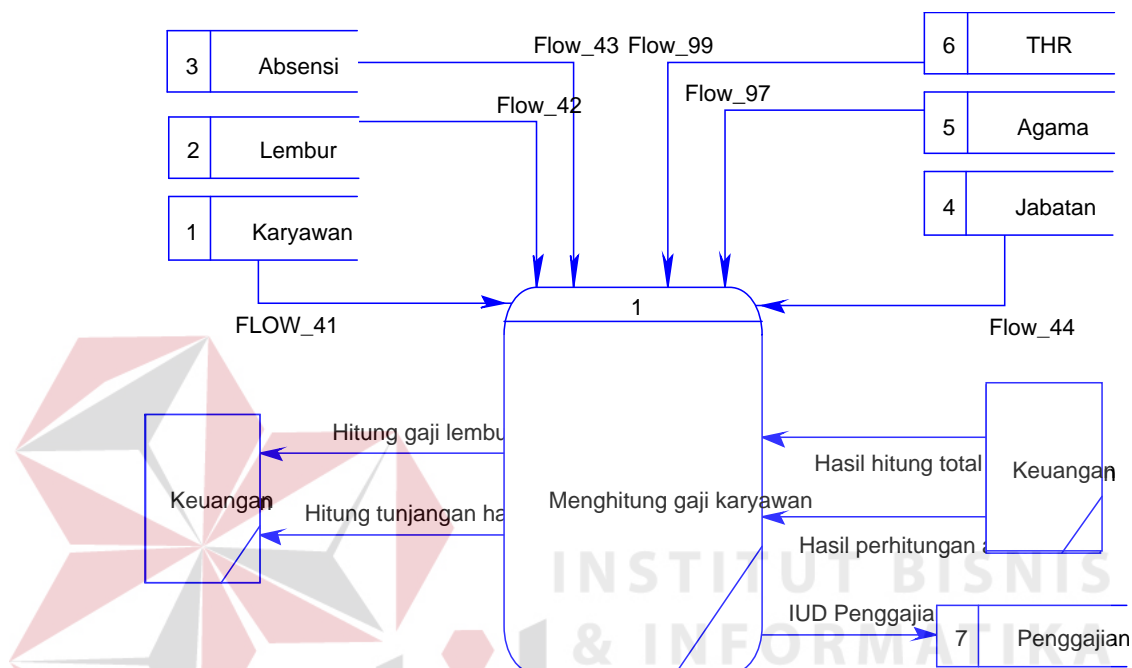 Flow_43 Flow_99
3 Absensi
6 THR
Flow_42
Flow_97
2 Lembur
5 Agama
1 Karyawan
4 Jabatan
1
FLOW_41
Flow_44
Hitung gaji lembu
Hasil hitung total
Keuangan
Keuangan
Menghitung gaji karyawan
Hitung tunjangan ha
Hasil perhitungan a
INSTITUT BISNIS
& INFORMATIKA
IUD Penggajia
7 Penggajian